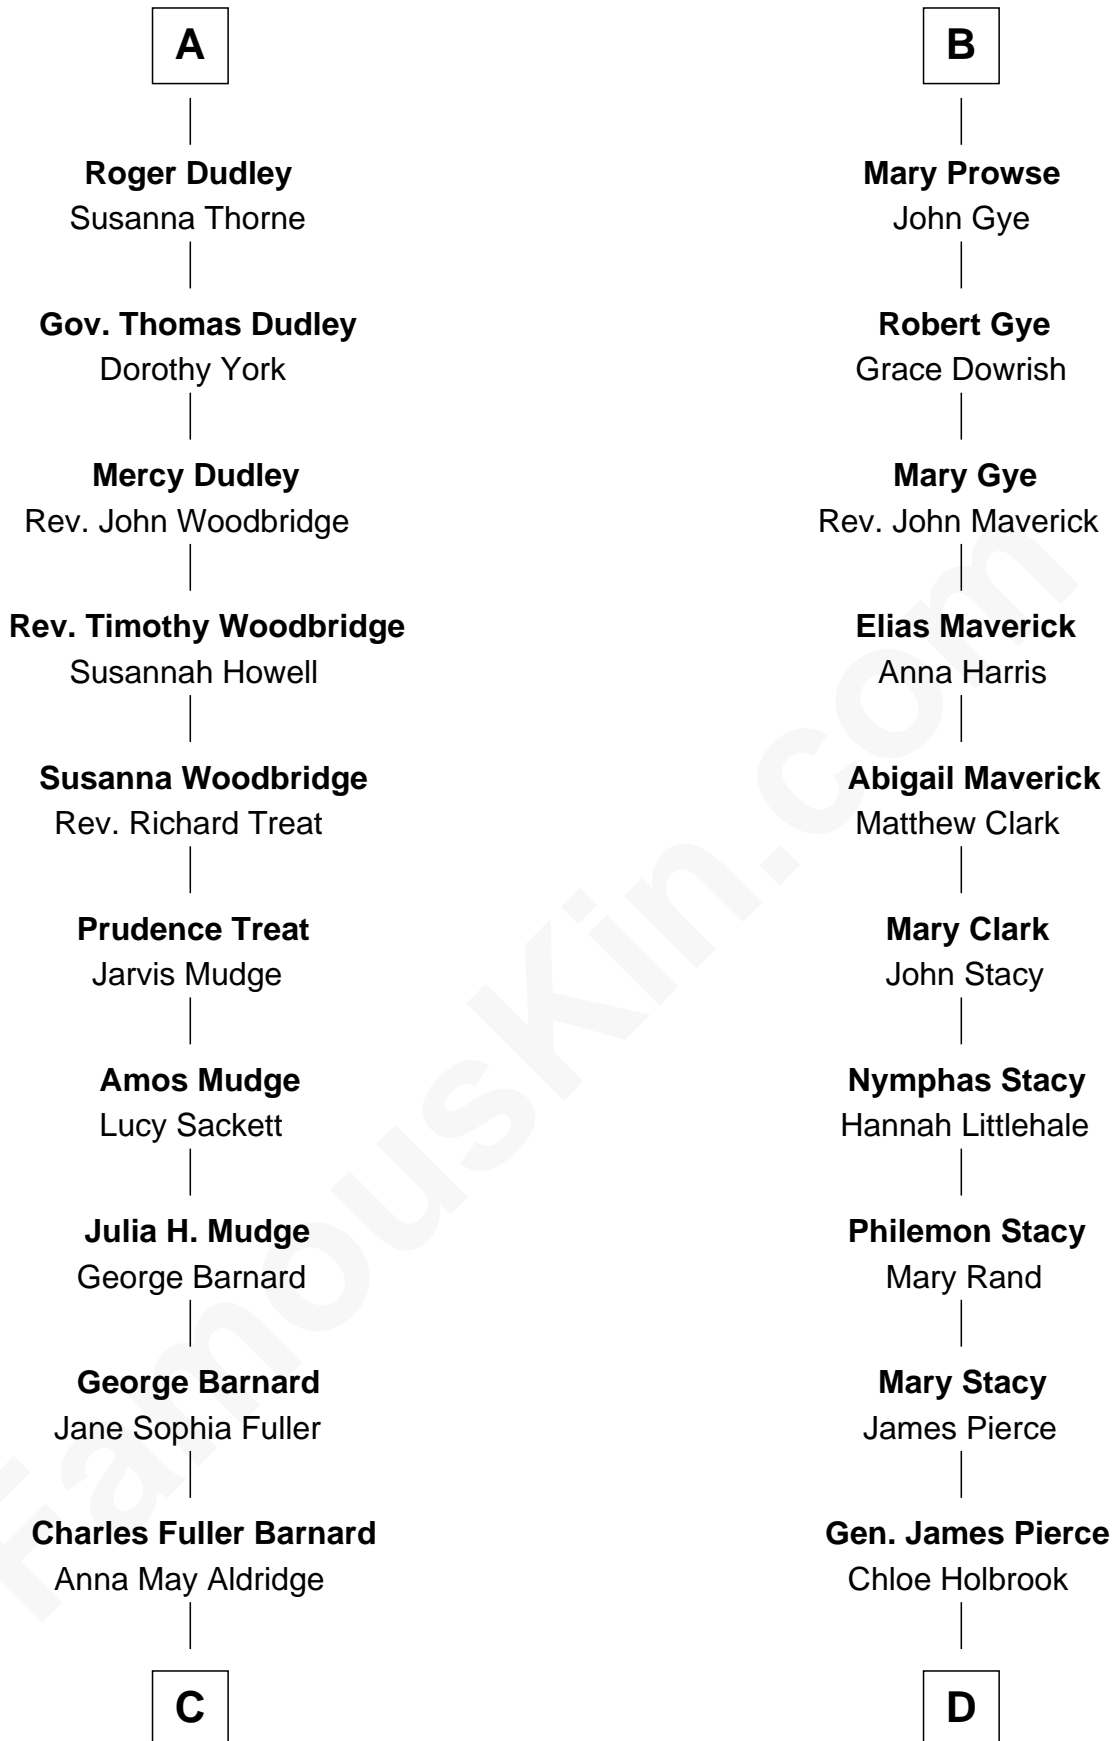 A
Roger Dudley
Susanna Thorne
Gov. Thomas Dudley
Dorothy York
Mercy Dudley
Rev. John Woodbridge
Rev. Timothy Woodbridge
Susannah Howell
Susanna Woodbridge
Rev. Richard Treat
Prudence Treat
Jarvis Mudge
Amos Mudge
Lucy Sackett
Julia H. Mudge
George Barnard
George Barnard
Jane Sophia Fuller
Charles Fuller Barnard
Anna May Aldridge
C
B
Mary Prowse
John Gye
Robert Gye
Grace Dowrish
Mary Gye
Rev. John Maverick
Elias Maverick
Anna Harris
Abigail Maverick
Matthew Clark
Mary Clark
John Stacy
Nymphas Stacy
Hannah Littlehale
Philemon Stacy
Mary Rand
Mary Stacy
James Pierce
Gen. James Pierce
Chloe Holbrook
D
FamousKin.com